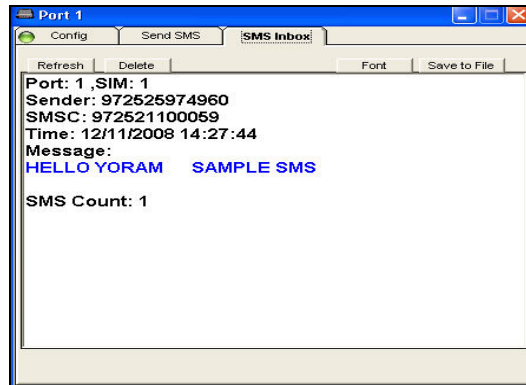 Port 1
Config Send SMS SMS Inbox
Refresh Delete Font Save to File
Port: 1 ,SIM: 1
Sender: 972525974960
SMSC: 972521100059
Time: 12/11/2008 14:27:44
Message:
HELLO YORAM SAMPLE SMS
SMS Count: 1